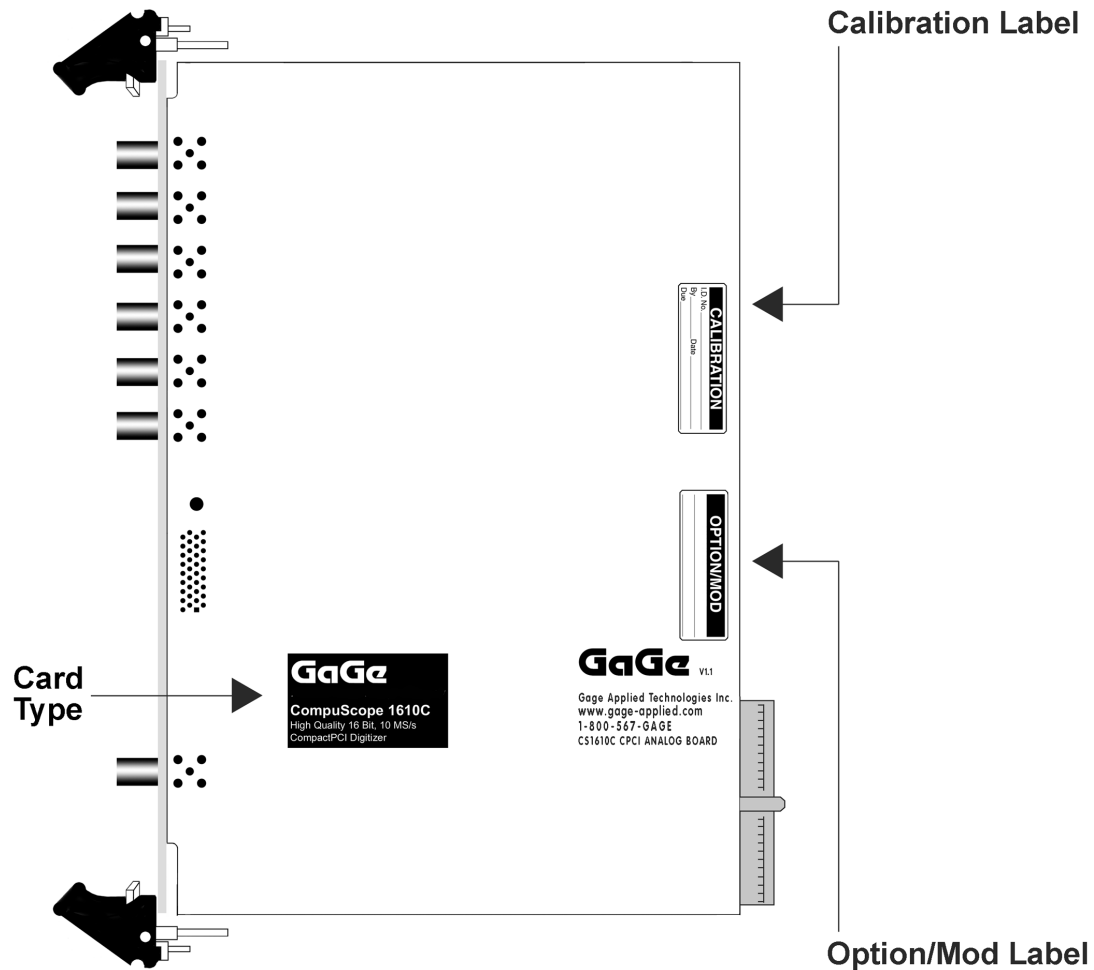 Calibration Label
CALIBRATION
I.D. No.
By Date
Due
OPTION/MOD
Card
Type
GaGe
CompuScope 1610C
High Quality 16 Bit, 10 MS/s
CompactPCI Digitizer
GaGe V1.1
Gage Applied Technologies Inc.
www.gage-applied.com
1-800-567-GAGE
CS1610C CPCI ANALOG BOARD
Option/Mod Label